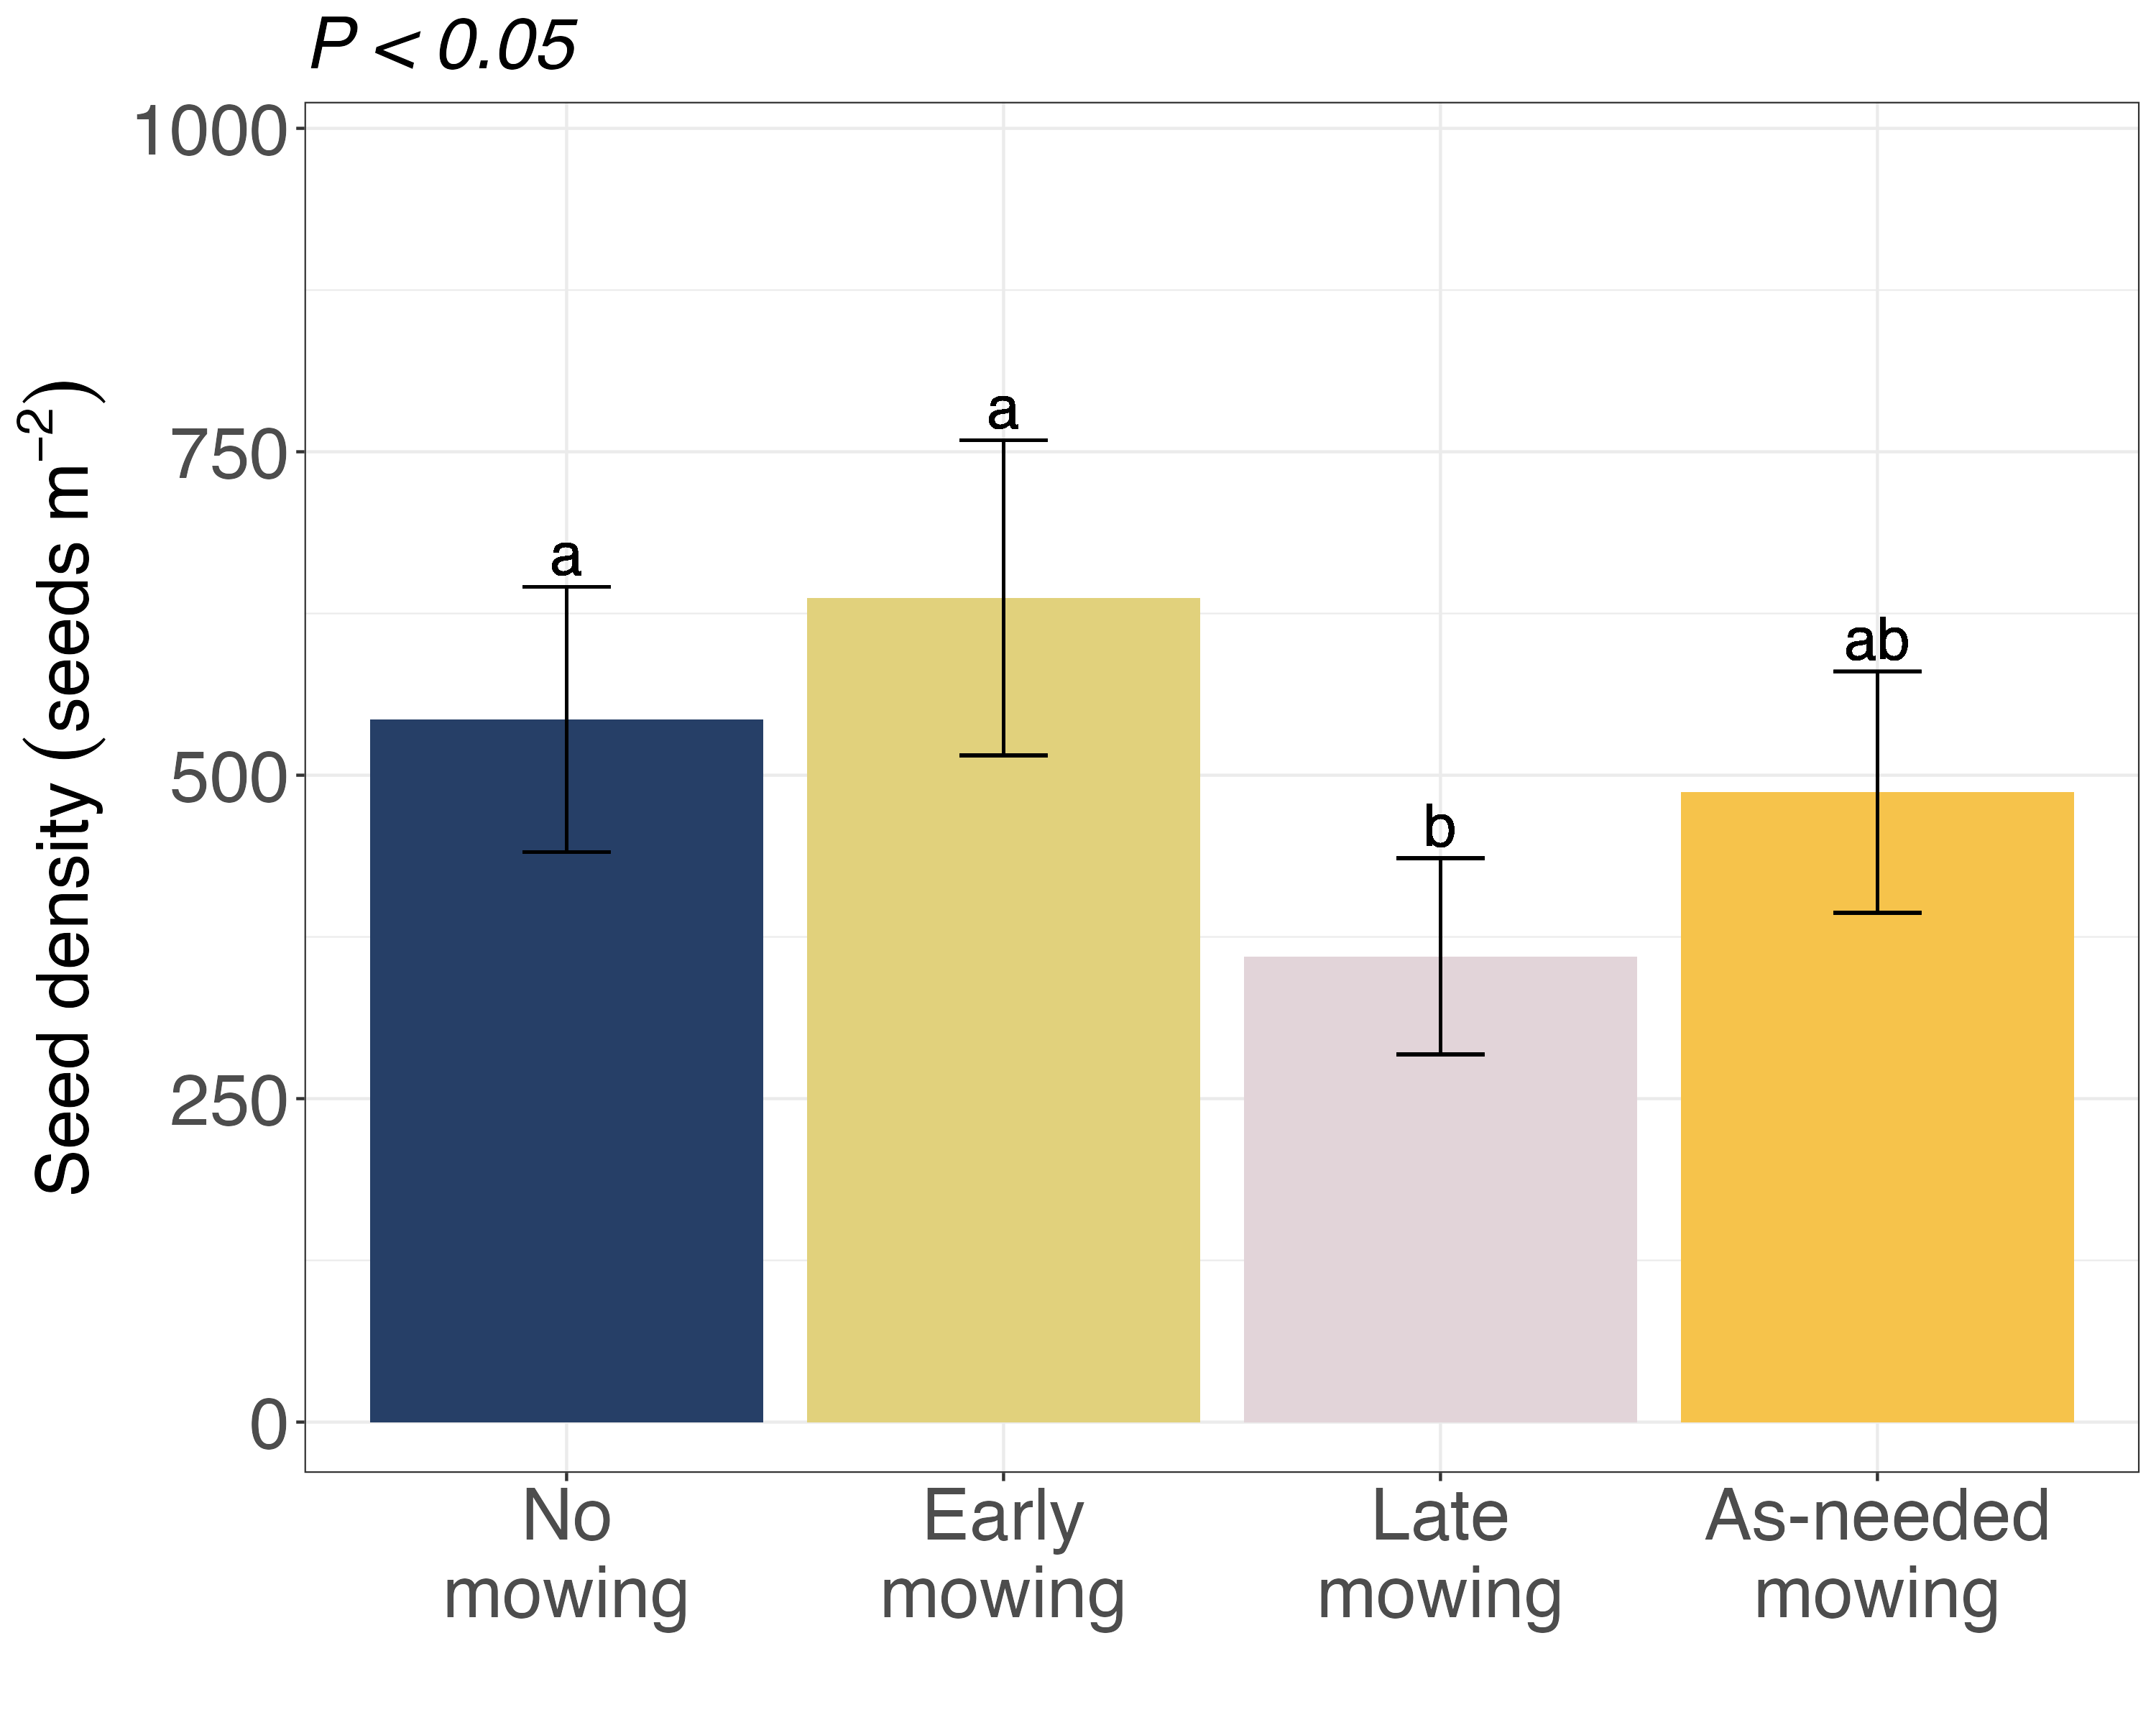 P < 0.05
Seed density (seeds m⁻²)
1000
750
500
250
0
a
a
b
ab
No
mowing
Early
mowing
Late
mowing
As-needed
mowing